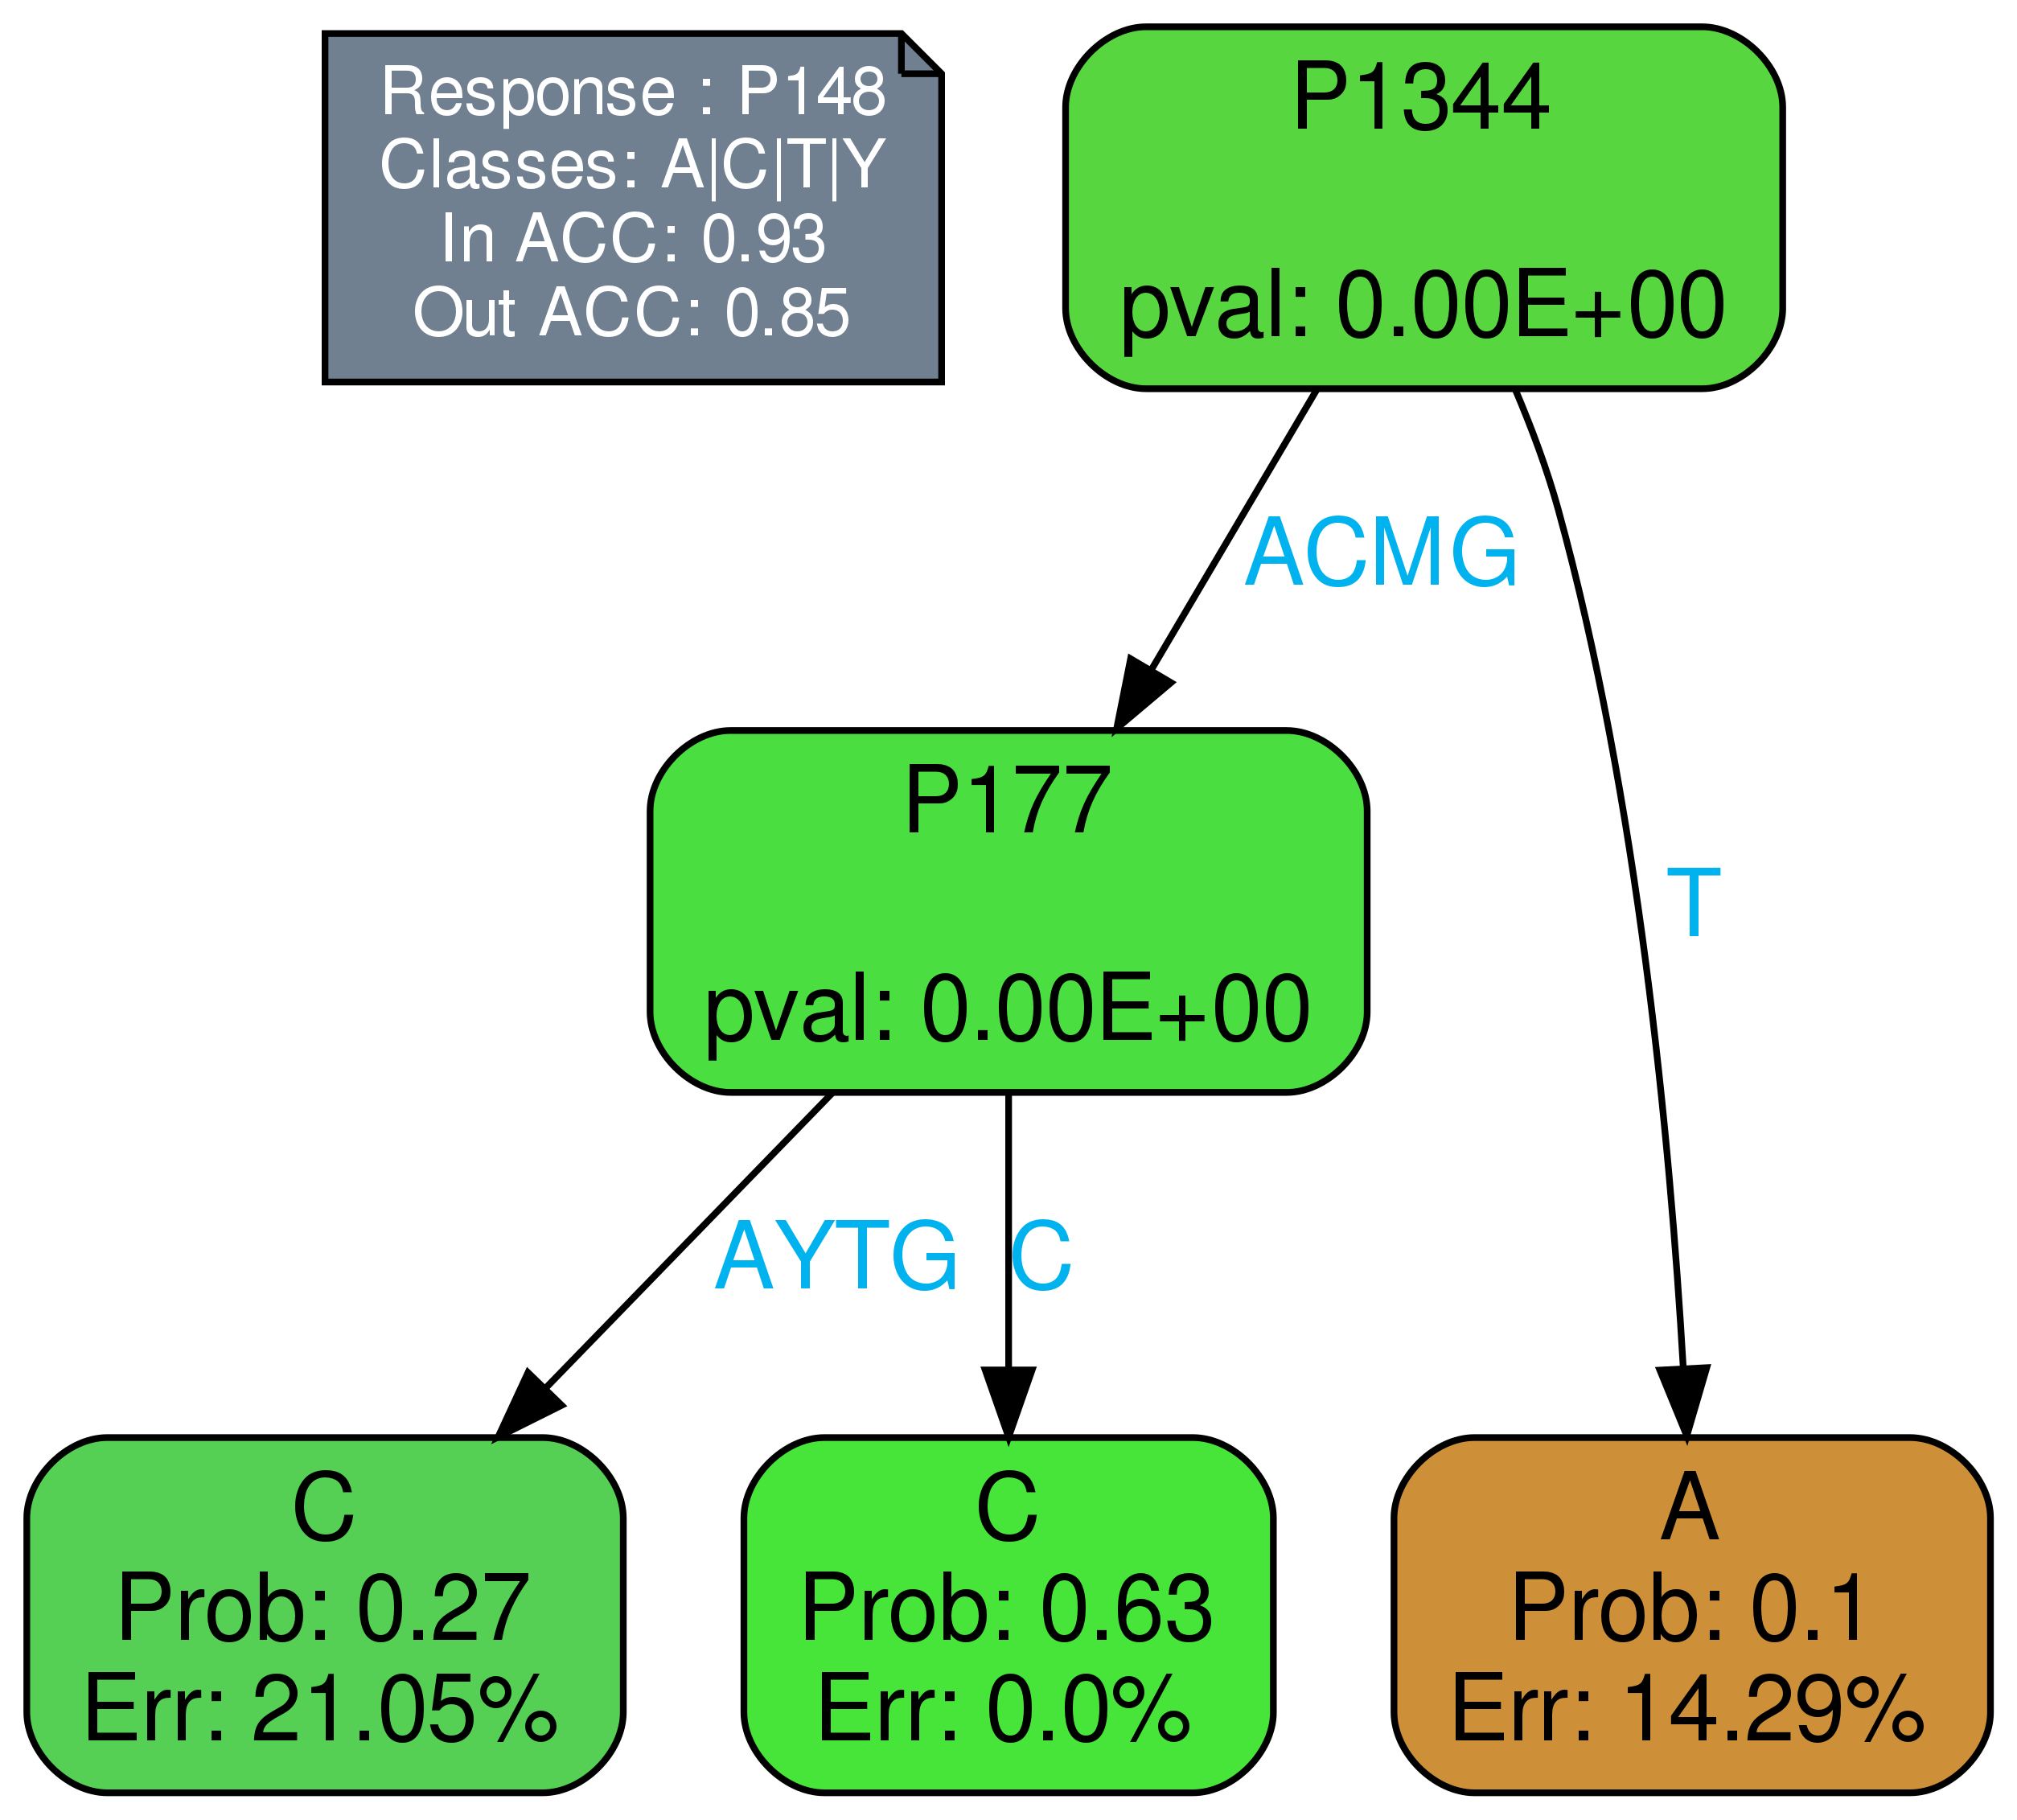 Response : P148
Classes: A|C|T|Y
In ACC: 0.93
Out ACC: 0.85
P1344
pval: 0.00E+00
ACMG
T
P177
pval: 0.00E+00
AYTG
C
C
Prob: 0.27
Err: 21.05%
C
Prob: 0.63
Err: 0.0%
A
Prob: 0.1
Err: 14.29%